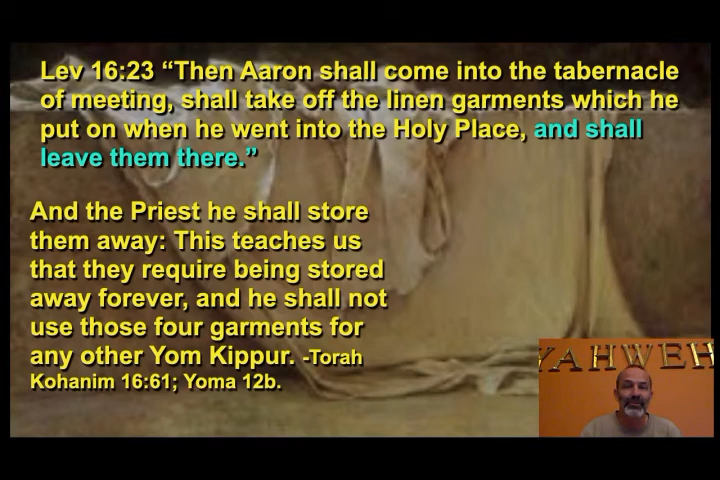 Lev 16:23 “Then Aaron shall come into the tabernacle
of meeting, shall take off the linen garments which he
put on when he went into the Holy Place, and shall
leave them there.”
And the Priest he shall store
them away: This teaches us
that they require being stored
away forever, and he shall not
use those four garments for
any other Yom Kippur. -Torah
Kohanim 16:61; Yoma 12b.
YAHWEH